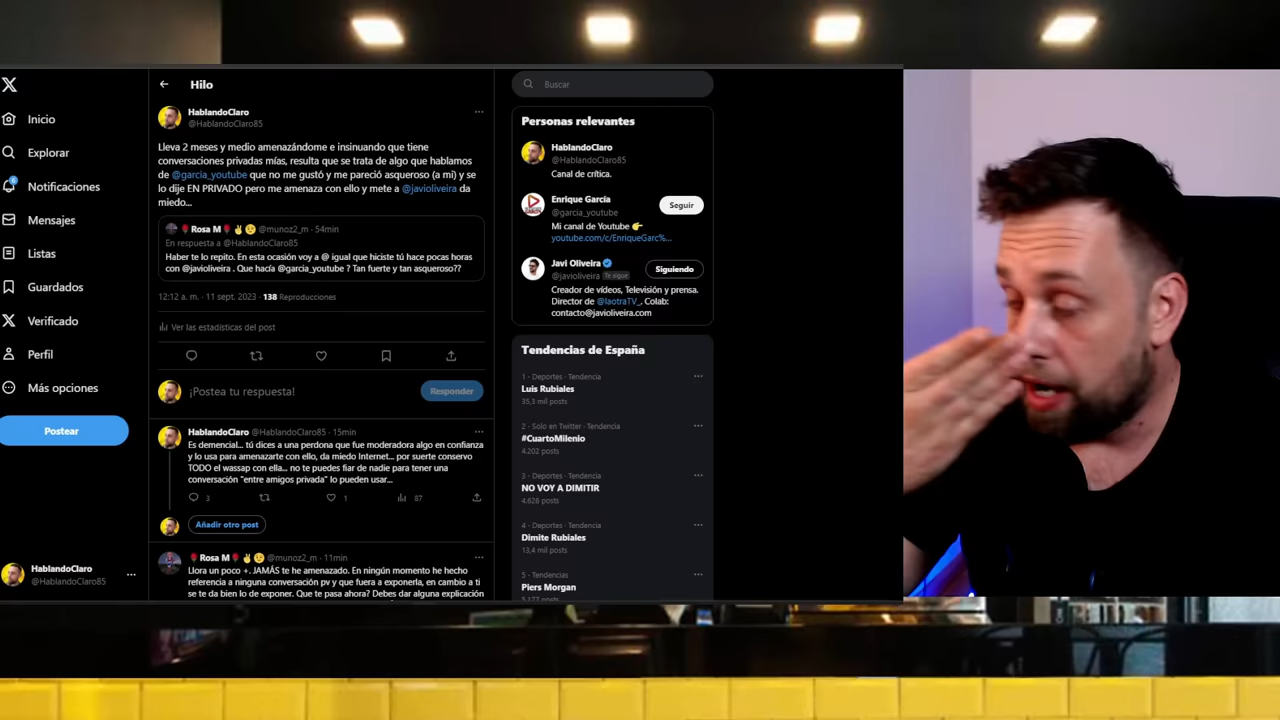 Inicio
Explorar
6
Notificaciones
Mensajes
Listas
Guardados
Verificado
Perfil
Más opciones
Postear
HablandoClaro
@HablandoClaro85
Hilo
HablandoClaro
@HablandoClaro85
Lleva 2 meses y medio amenazándome e insinuando que tiene
conversaciones privadas mías, resulta que se trata de algo que hablamos
de @garcia_youtube que no me gustó y me pareció asqueroso (a mi) y se
lo dije EN PRIVADO pero me amenaza con ello y mete a @javioliveira da
miedo...
Rosa M @munoz2_m · 54min
En respuesta a @HablandoClaro85
Haber te lo repito. En esta ocasión voy a @ igual que hiciste tú hace pocas horas
con @javioliveira . Que hacía @garcia_youtube ? Tan fuerte y tan asqueroso??
12:12 a. m. · 11 sept. 2023 · 138 Reproducciones
Ver las estadísticas del post
¡Postea tu respuesta!
Responder
HablandoClaro @HablandoClaro85 · 15min
Es demencial... tú dices a una perdona que fue moderadora algo en confianza
y lo usa para amenazarte con ello, da miedo Internet... por suerte conservo
TODO el wassap con ella... no te puedes fiar de nadie para tener una
conversación "entre amigos privada" lo pueden usar...
3
1
87
Añadir otro post
Rosa M @munoz2_m · 11min
Llora un poco +. JAMÁS te he amenazado. En ningún momento he hecho
referencia a ninguna conversación pv y que fuera a exponerla, en cambio a ti
se te da bien lo de exponer. Que te pasa ahora? Debes dar alguna explicación
Buscar
Personas relevantes
HablandoClaro
@HablandoClaro85
Canal de crítica.
Enrique García
@garcia_youtube
Seguir
Mi canal de Youtube
youtube.com/c/EnriqueGarc%...
Javi Oliveira
@javioliveira Te sigue
Siguiendo
Creador de vídeos, Televisión y prensa.
Director de @laotraTV_, Colab:
contacto@javioliveira.com
Tendencias de España
1 · Deportes · Tendencia
Luis Rubiales
35,3 mil posts
2 · Solo en Twitter · Tendencia
#CuartoMilenio
4.202 posts
3 · Deportes · Tendencia
NO VOY A DIMITIR
4.628 posts
4 · Deportes · Tendencia
Dimite Rubiales
13,4 mil posts
5 · Tendencias
Piers Morgan